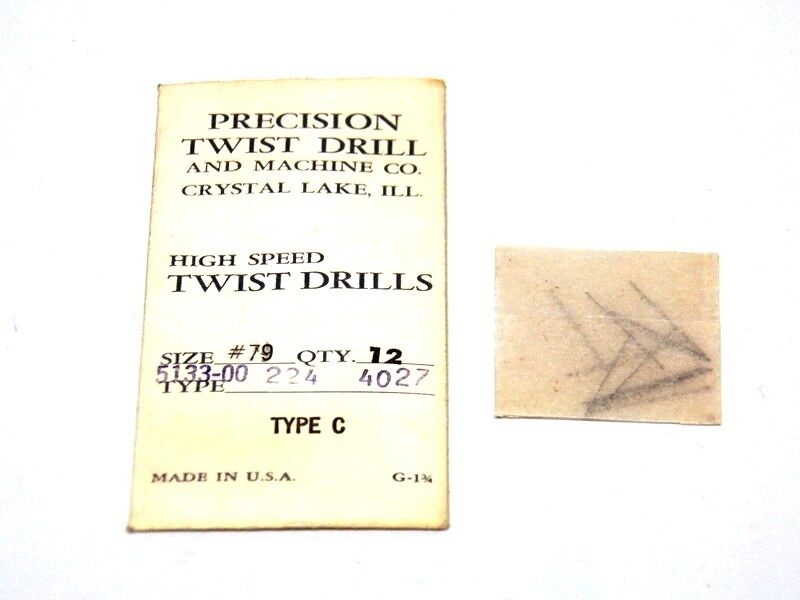 PRECISION
TWIST DRILL
AND MACHINE CO.
CRYSTAL LAKE, ILL.
HIGH SPEED
TWIST DRILLS
SIZE #79 QTY. 12
5133-00 224 4027
TYPE
TYPE C
MADE IN U.S.A. G-1¾